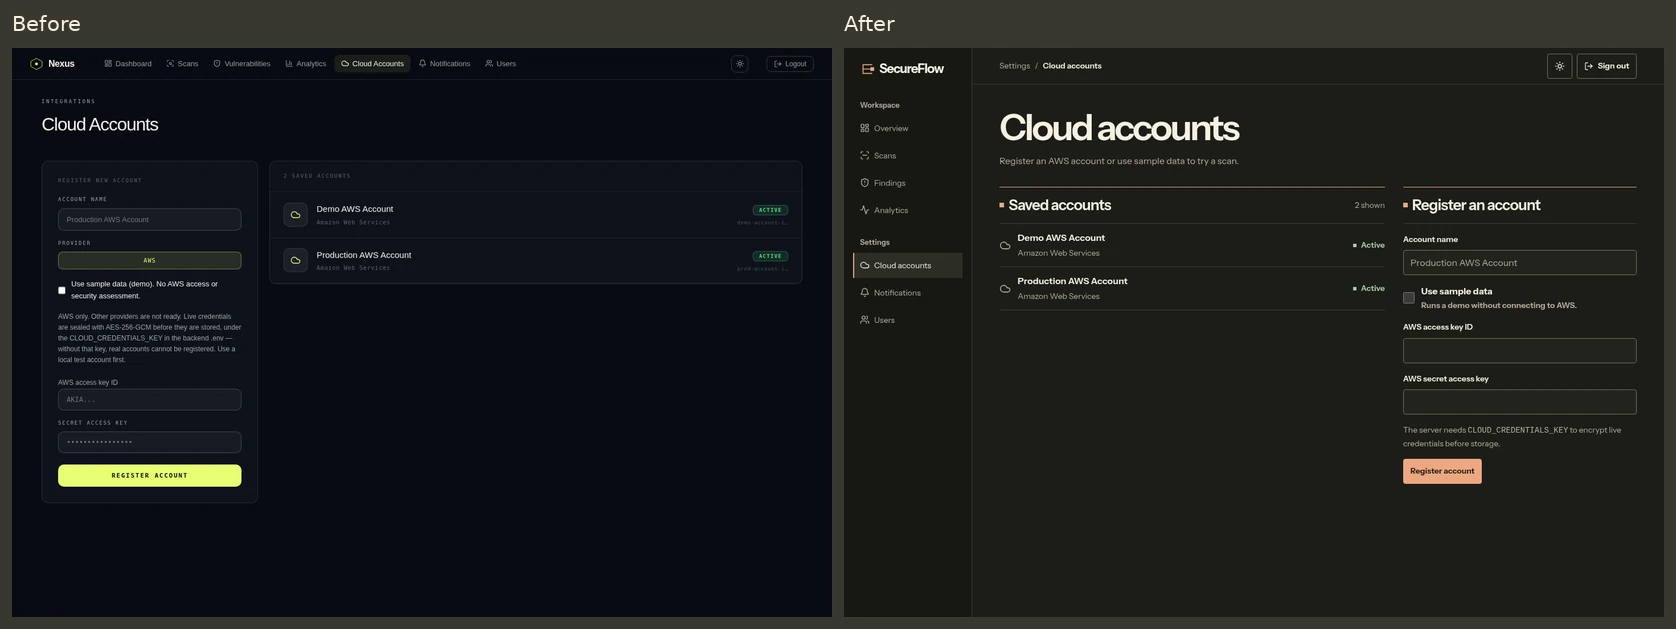 Before
Nexus
Dashboard
Scans
Vulnerabilities
Analytics
Cloud Accounts
Notifications
Users
Logout
INTEGRATIONS
Cloud Accounts
REGISTER NEW ACCOUNT
ACCOUNT NAME
Production AWS Account
PROVIDER
AWS
Use sample data (demo). No AWS access or
security assessment.
AWS only. Other providers are not ready. Live credentials
are sealed with AES-256-GCM before they are stored, under
the CLOUD_CREDENTIALS_KEY in the backend .env —
without that key, real accounts cannot be registered. Use a
local test account first.
AWS access key ID
AKIA...
SECRET ACCESS KEY
••••••••••••••••
REGISTER ACCOUNT
2 SAVED ACCOUNTS
Demo AWS Account
ACTIVE
Amazon Web Services
demo-account-i…
Production AWS Account
ACTIVE
Amazon Web Services
prod-account-i…
After
SecureFlow
Workspace
Overview
Scans
Findings
Analytics
Settings
Cloud accounts
Notifications
Users
Settings / Cloud accounts
Sign out
Cloud accounts
Register an AWS account or use sample data to try a scan.
Saved accounts
2 shown
Demo AWS Account
Amazon Web Services
Active
Production AWS Account
Amazon Web Services
Active
Register an account
Account name
Production AWS Account
Use sample data
Runs a demo without connecting to AWS.
AWS access key ID
AWS secret access key
The server needs CLOUD_CREDENTIALS_KEY to encrypt live
credentials before storage.
Register account